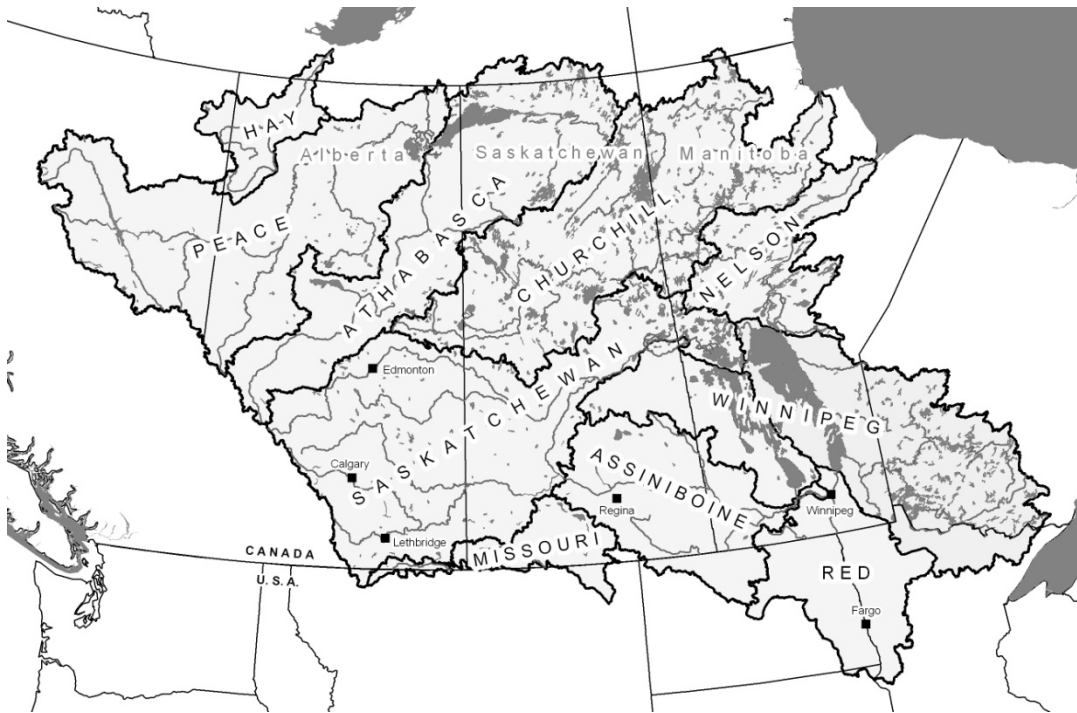 HAY
Alberta
Saskatchewan
Manitoba
PEACE
ATHABASCA
CHURCHILL
NELSON
Edmonton
SASKATCHEWAN
WINNIPEG
Calgary
ASSINIBOINE
Regina
Winnipeg
Lethbridge
MISSOURI
CANADA
U.S.A.
RED
Fargo